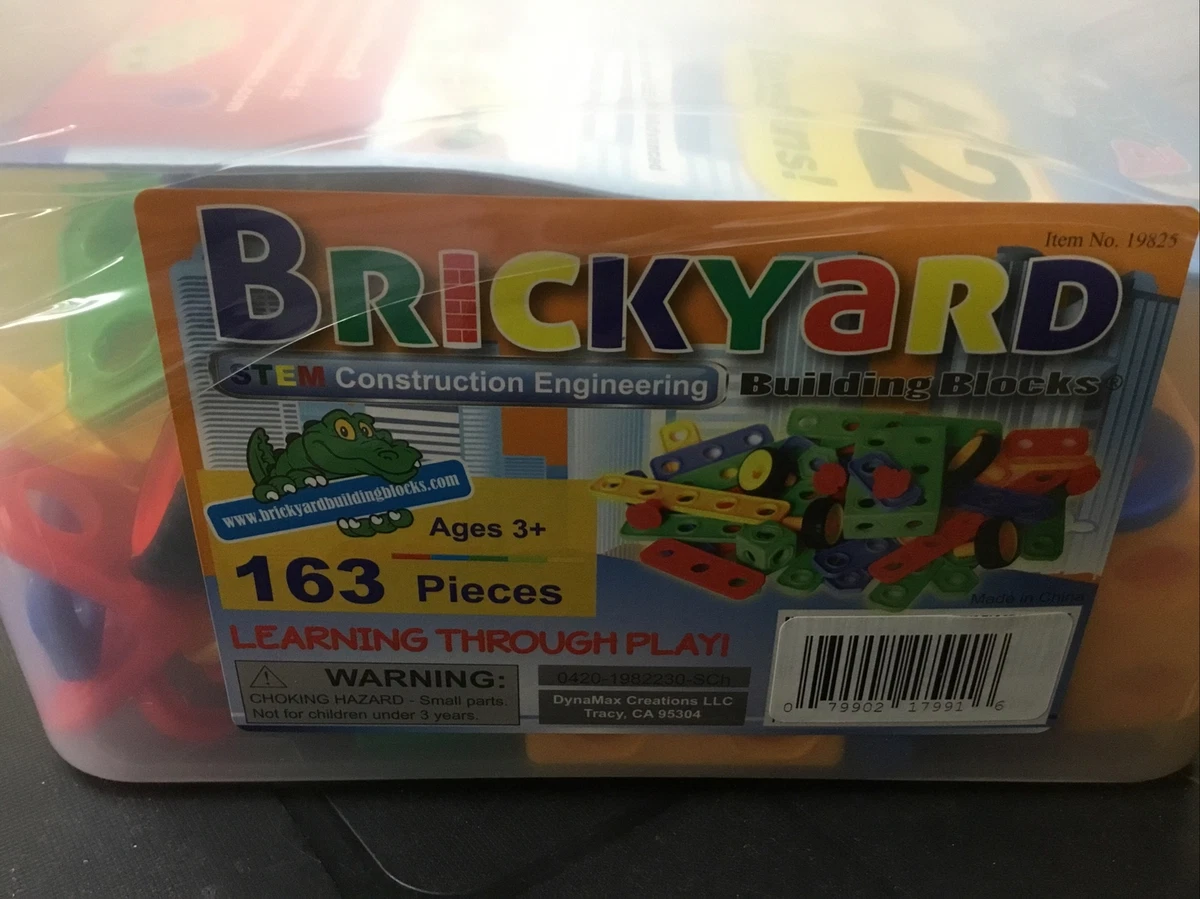 Item No. 19825
BRICKYaRD
STEM Construction Engineering
Building Blocks®
www.brickyardbuildingblocks.com
Ages 3+
163 Pieces
LEARNING THROUGH PLAY!
Made in China
WARNING:
CHOKING HAZARD - Small parts.
Not for children under 3 years.
0420-1982230-SCh
DynaMax Creations LLC
Tracy, CA 95304
0 79902 17991 6